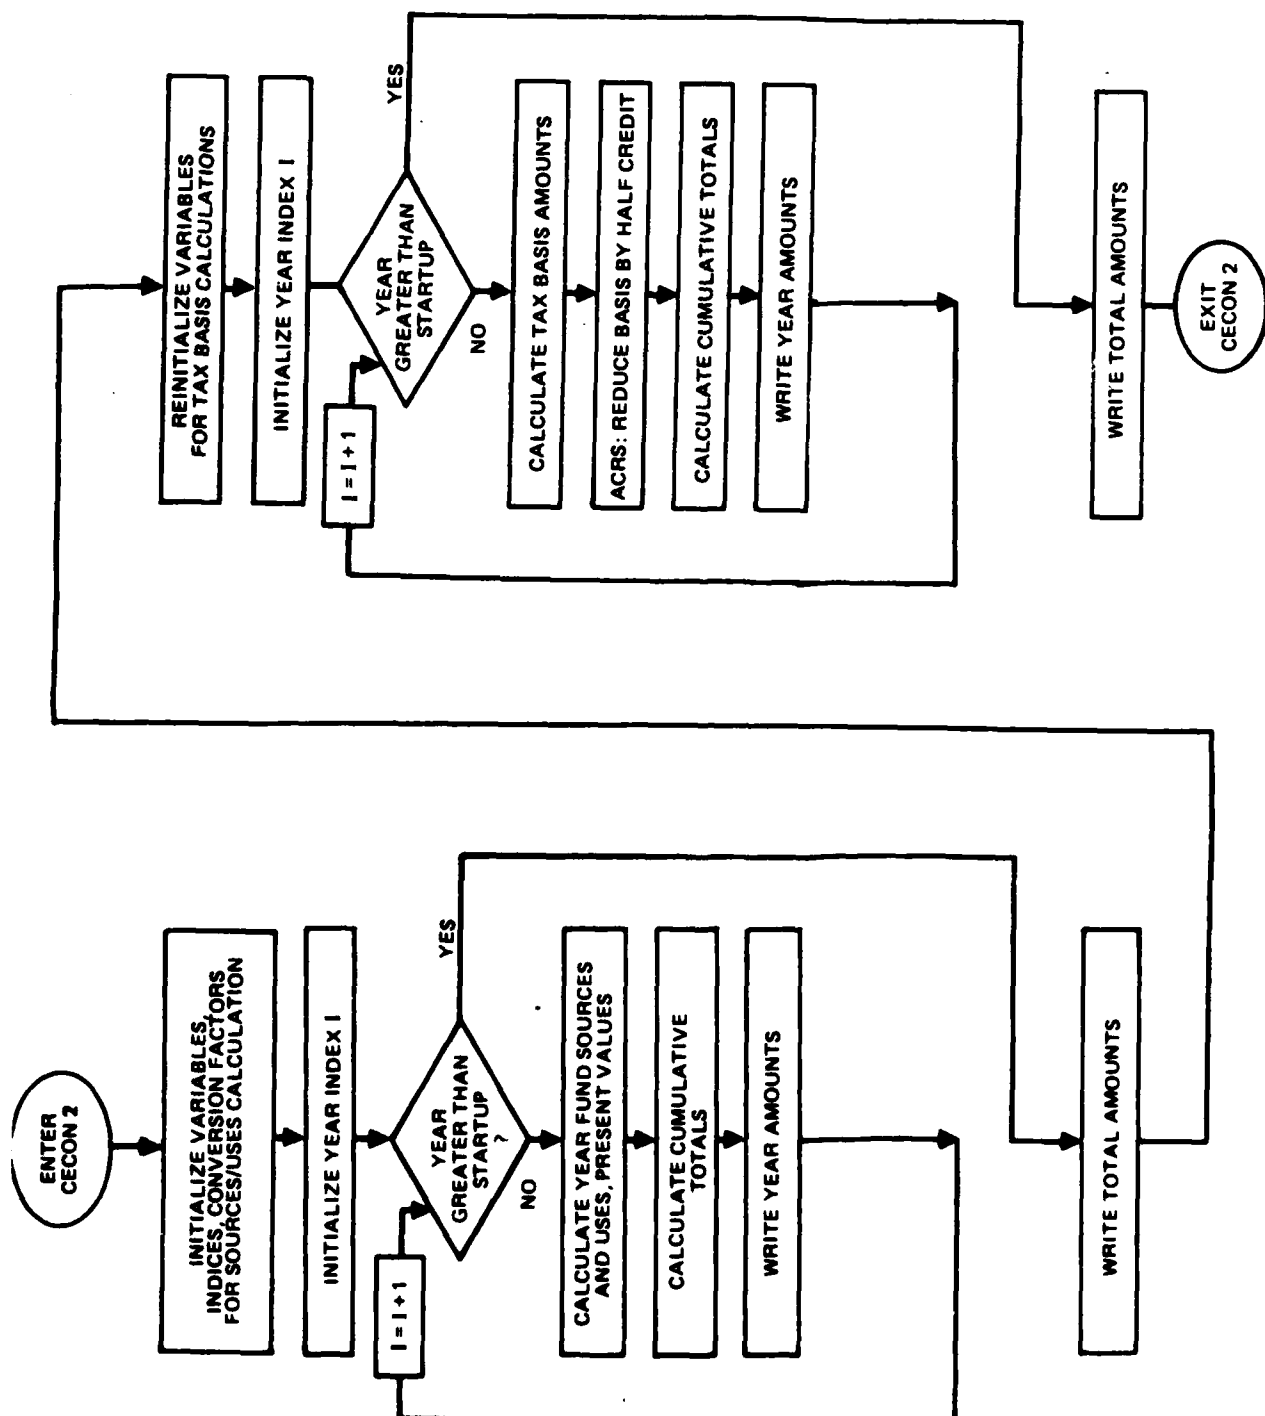 ENTER
CECON 2
INITIALIZE VARIABLES,
INDICES, CONVERSION FACTORS
FOR SOURCES/USES CALCULATION
INITIALIZE YEAR INDEX I
I = I + 1
YEAR
GREATER THAN
STARTUP
?
YES
NO
CALCULATE YEAR FUND SOURCES
AND USES, PRESENT VALUES
CALCULATE CUMULATIVE
TOTALS
WRITE YEAR AMOUNTS
WRITE TOTAL AMOUNTS
REINITIALIZE VARIABLES
FOR TAX BASIS CALCULATIONS
INITIALIZE YEAR INDEX I
I = I + 1
YEAR
GREATER THAN
STARTUP
YES
NO
CALCULATE TAX BASIS AMOUNTS
ACRS: REDUCE BASIS BY HALF CREDIT
CALCULATE CUMULATIVE TOTALS
WRITE YEAR AMOUNTS
WRITE TOTAL AMOUNTS
EXIT
CECON 2